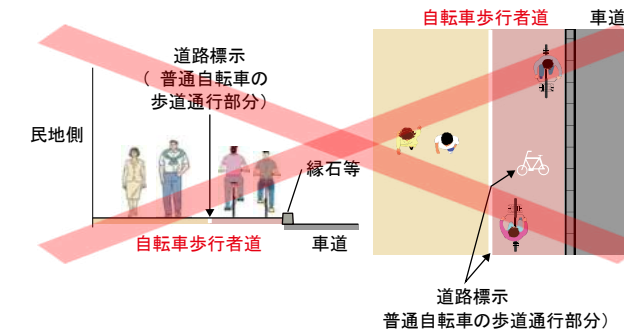 自転車歩行者道
車道
道路標示
( 普通自転車の
歩道通行部分)
民地側
縁石等
自転車歩行者道
車道
道路標示
普通自転車の歩道通行部分)